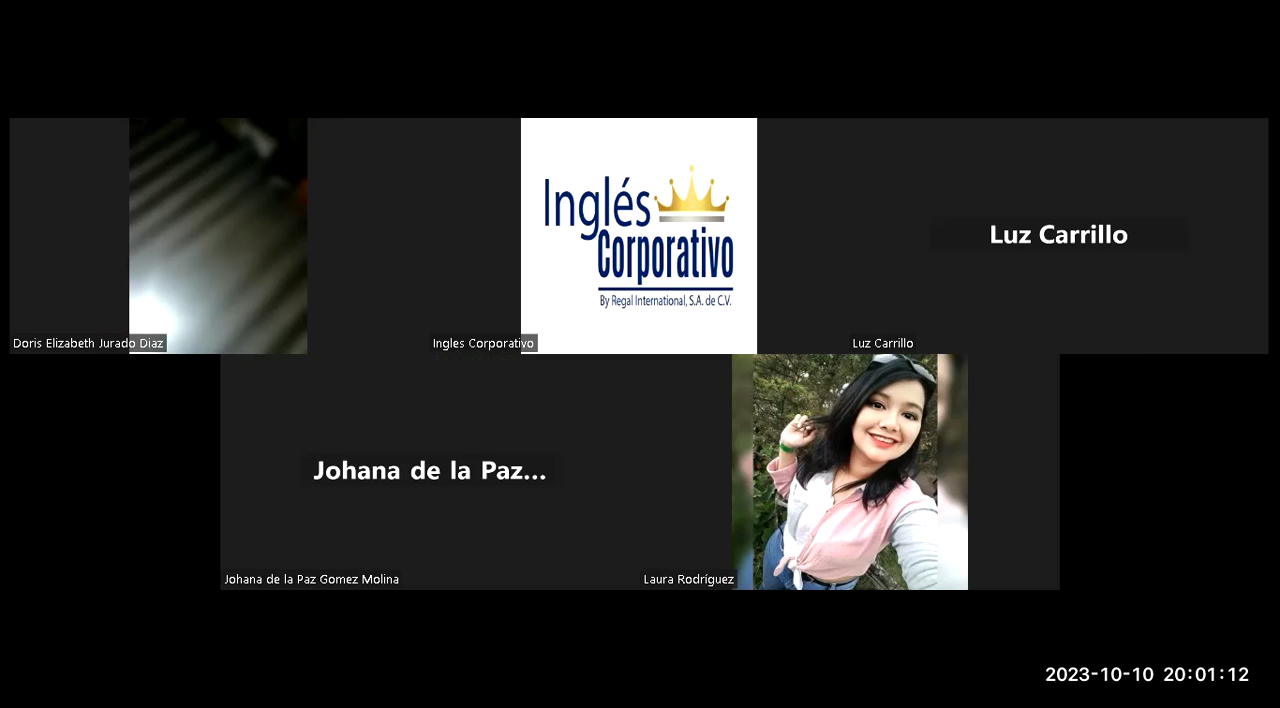 Inglés
Corporativo
By Regal International, S.A. de C.V.
Luz Carrillo
Doris Elizabeth Jurado Diaz
Ingles Corporativo
Luz Carrillo
Johana de la Paz...
Johana de la Paz Gomez Molina
Laura Rodríguez
2023-10-10 20:01:12